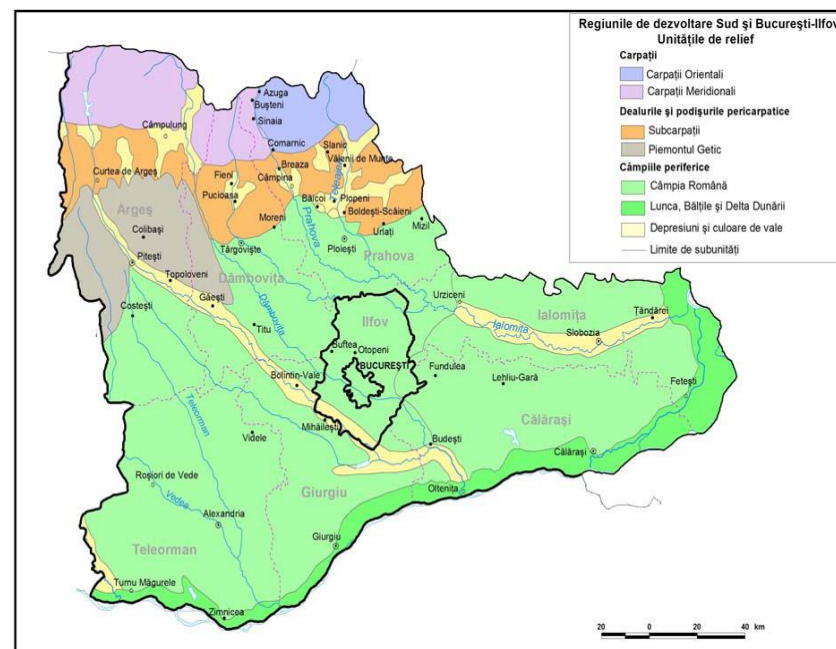 Regiunile de dezvoltare Sud şi Bucureşti-Ilfov
Unităţile de relief
Carpaţii
Carpaţii Orientali
Carpaţii Meridionali
Dealurile şi podişurile pericarpatice
Subcarpaţii
Piemontul Getic
Câmpiile periferice
Câmpia Română
Lunca, Bălţile şi Delta Dunării
Depresiuni şi culoare de vale
Limite de subunităţi
Azuga
Buşteni
Sinaia
Câmpulung
Comarnic
Slanic
Vălenii de Munte
Breaza
Curtea de Argeş
Fieni
Câmpina
Teleajen
Pucioasa
Băicoi
Plopeni
Boldeşti-Scăieni
Argeş
Prahova
Moreni
Urlaţi
Mizil
Colibaşi
Târgovişte
Ploieşti
Piteşti
Prahova
Topoloveni
Dâmboviţa
Găeşti
Costeşti
Dâmboviţa
Urziceni
Ialomiţa
Ţăndărei
Ilfov
Titu
Ialomiţa
Slobozia
Buftea
Otopeni
BUCUREŞTI
Fundulea
Lehliu-Gară
Bolintin-Vale
Feteşti
Teleorman
Călăraşi
Mihăileşti
Videle
Budeşti
Călăraşi
Roşiori de Vede
Olteniţa
Giurgiu
Vedea
Alexandria
Giurgiu
Teleorman
Turnu Măgurele
Zimnicea
20 0 20 40 km